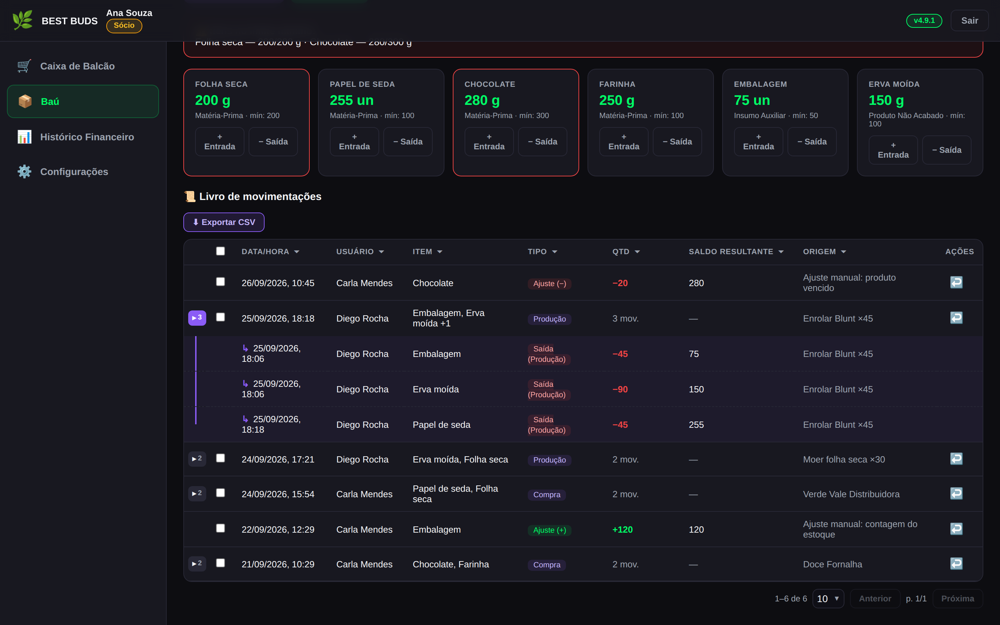 BEST BUDS
Ana Souza
Sócio
v4.9.1
Sair
Caixa de Balcão
Baú
Histórico Financeiro
Configurações
Folha seca — 200/200 g · Chocolate — 280/300 g
FOLHA SECA
200 g
Matéria-Prima · mín: 200
+
Entrada
− Saída
PAPEL DE SEDA
255 un
Matéria-Prima · mín: 100
+
Entrada
− Saída
CHOCOLATE
280 g
Matéria-Prima · mín: 300
+
Entrada
− Saída
FARINHA
250 g
Matéria-Prima · mín: 100
+
Entrada
− Saída
EMBALAGEM
75 un
Insumo Auxiliar · mín: 50
+
Entrada
− Saída
ERVA MOÍDA
150 g
Produto Não Acabado · mín:
100
+
Entrada
− Saída
📜 Livro de movimentações
⬇ Exportar CSV
DATA/HORA USUÁRIO ITEM TIPO QTD SALDO RESULTANTE ORIGEM AÇÕES
26/09/2026, 10:45 Carla Mendes Chocolate Ajuste (−) −20 280 Ajuste manual: produto
vencido
▶ 3 25/09/2026, 18:18 Diego Rocha Embalagem, Erva
moída +1 Produção 3 mov. — Enrolar Blunt ×45
↳ 25/09/2026,
18:06 Diego Rocha Embalagem Saída
(Produção) −45 75 Enrolar Blunt ×45
↳ 25/09/2026,
18:06 Diego Rocha Erva moída Saída
(Produção) −90 150 Enrolar Blunt ×45
↳ 25/09/2026,
18:18 Diego Rocha Papel de seda Saída
(Produção) −45 255 Enrolar Blunt ×45
▶ 2 24/09/2026, 17:21 Diego Rocha Erva moída, Folha seca Produção 2 mov. — Moer folha seca ×30
▶ 2 24/09/2026, 15:54 Carla Mendes Papel de seda, Folha
seca Compra 2 mov. — Verde Vale Distribuidora
22/09/2026, 12:29 Carla Mendes Embalagem Ajuste (+) +120 120 Ajuste manual: contagem do
estoque
▶ 2 21/09/2026, 10:29 Carla Mendes Chocolate, Farinha Compra 2 mov. — Doce Fornalha
1–6 de 6 10 Anterior p. 1/1 Próxima